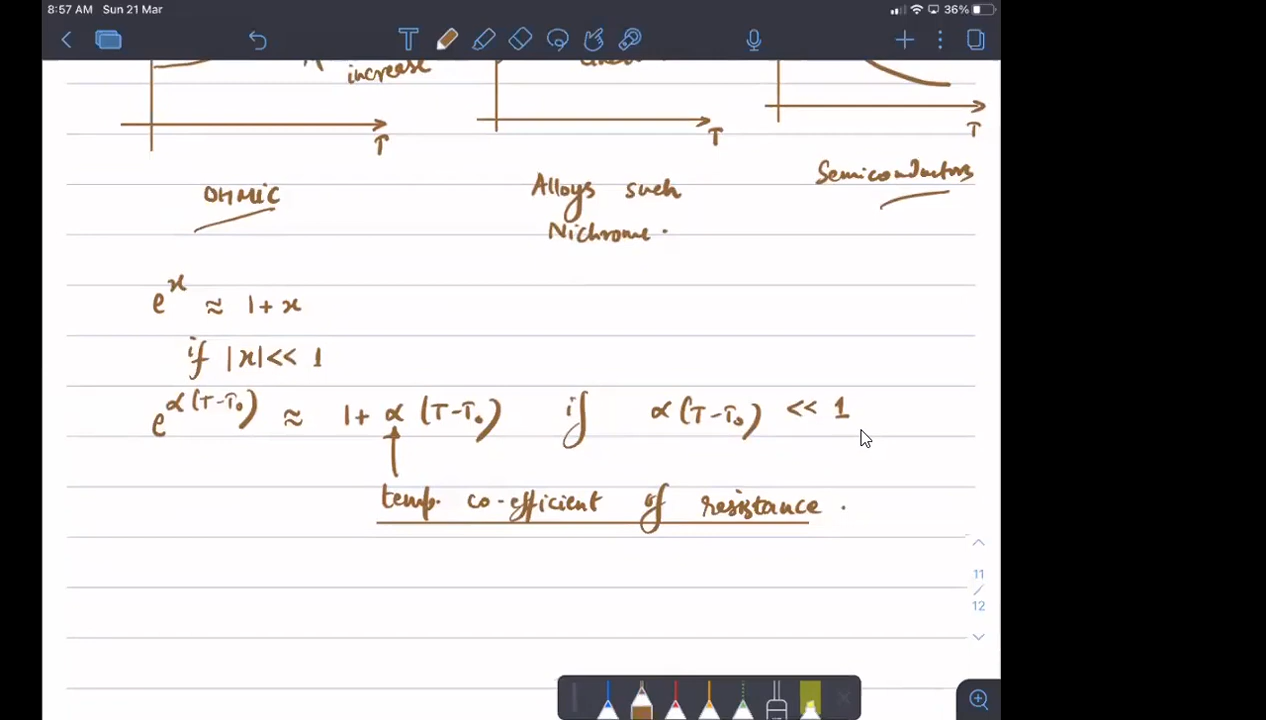 8:57 AM Sun 21 Mar
36%
increase
T
T
T
OHMIC
Alloys such
Nichrome.
Semiconductors
e^x ≈ 1 + x
if |x| << 1
e^α(T-T₀) ≈ 1 + α (T-T₀) if α(T-T₀) << 1
temp. co-efficient of resistance.
11
/
12